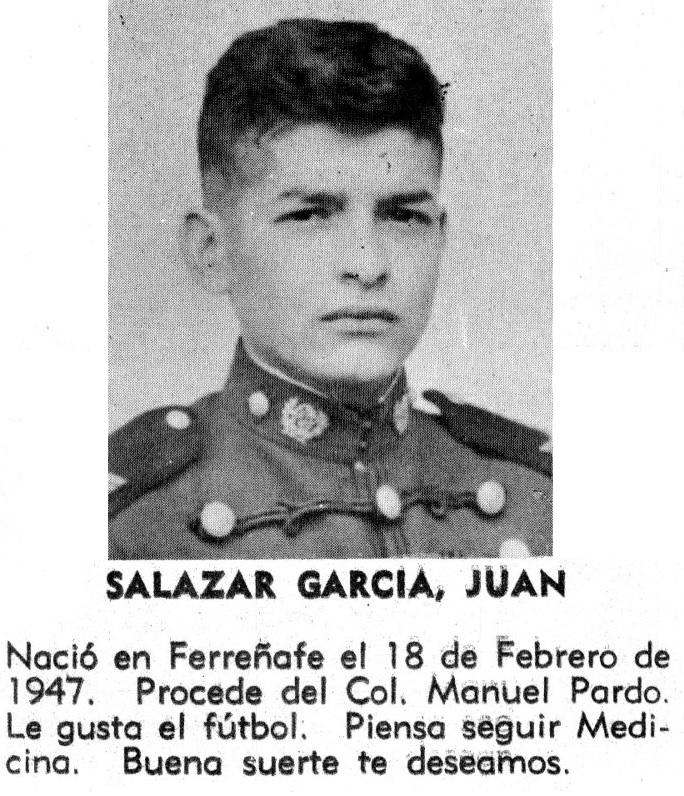 SALAZAR GARCIA, JUAN
Nació en Ferreñafe el 18 de Febrero de
1947. Procede del Col. Manuel Pardo.
Le gusta el fútbol. Piensa seguir Medi-
cina. Buena suerte te deseamos.